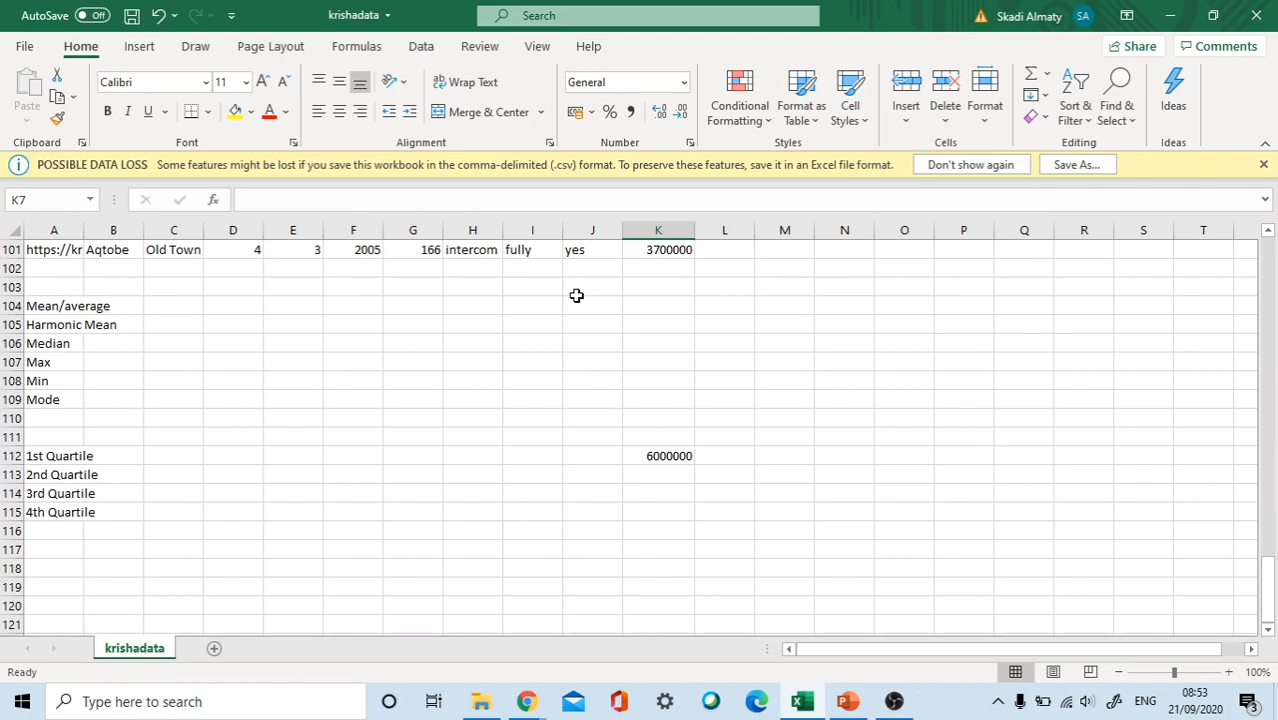 AutoSave Off krishadata Search Skadi Almaty SA
File Home Insert Draw Page Layout Formulas Data Review View Help Share Comments
Paste Calibri 11 Wrap Text General Conditional Formatting Format as Table Cell Styles Insert Delete Format Sort & Filter Find & Select Ideas
B I U Merge & Center
Clipboard Font Alignment Number Styles Cells Editing Ideas
POSSIBLE DATA LOSS Some features might be lost if you save this workbook in the comma-delimited (.csv) format. To preserve these features, save it in an Excel file format. Don't show again Save As...
K7 fx
A B C D E F G H I J K L M N O P Q R S T
101 https://kr Aqtobe Old Town 4 3 2005 166 intercom fully yes 3700000
102
103
104 Mean/average
105 Harmonic Mean
106 Median
107 Max
108 Min
109 Mode
110
111
112 1st Quartile 6000000
113 2nd Quartile
114 3rd Quartile
115 4th Quartile
116
117
118
119
120
121
krishadata
Ready 100%
Type here to search ENG 08:53
21/09/2020 3